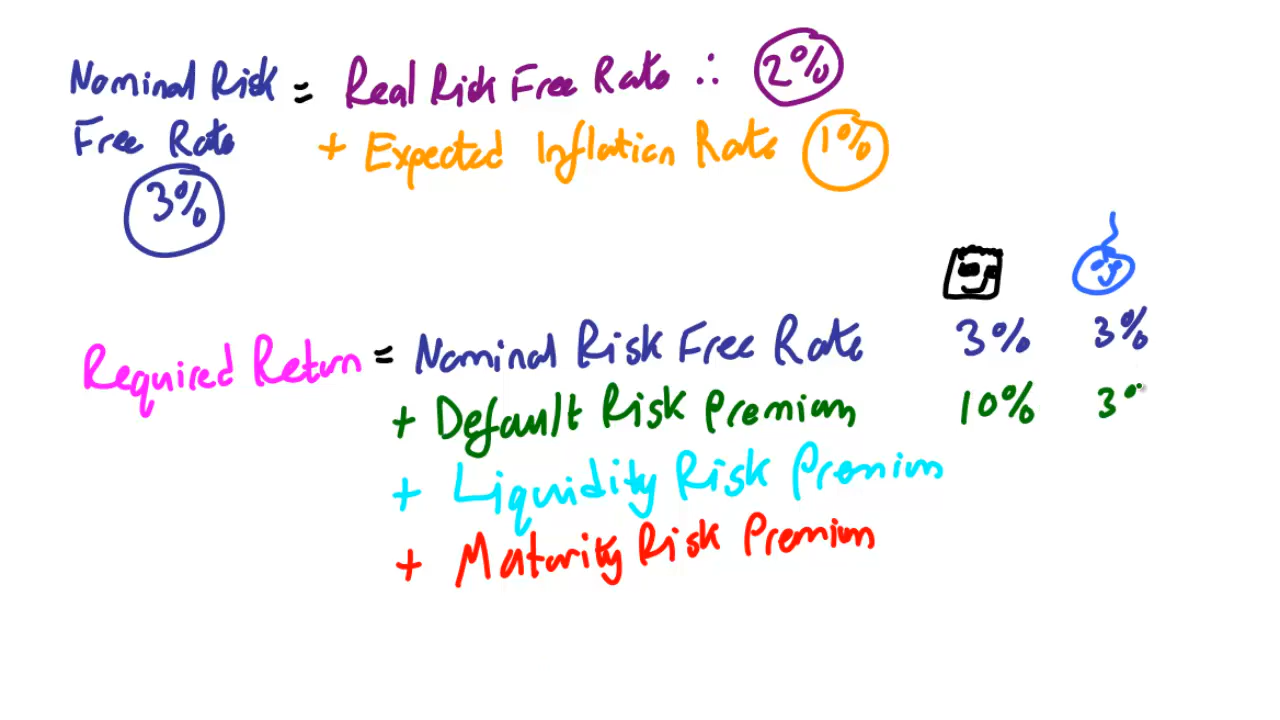 Nominal Risk = Real Risk Free Rate ∴ 2%
Free Rate + Expected Inflation Rate 1%
3%
Required Return = Nominal Risk Free Rate 3% 3%
+ Default Risk Premium 10% 3
+ Liquidity Risk Premium
+ Maturity Risk Premium